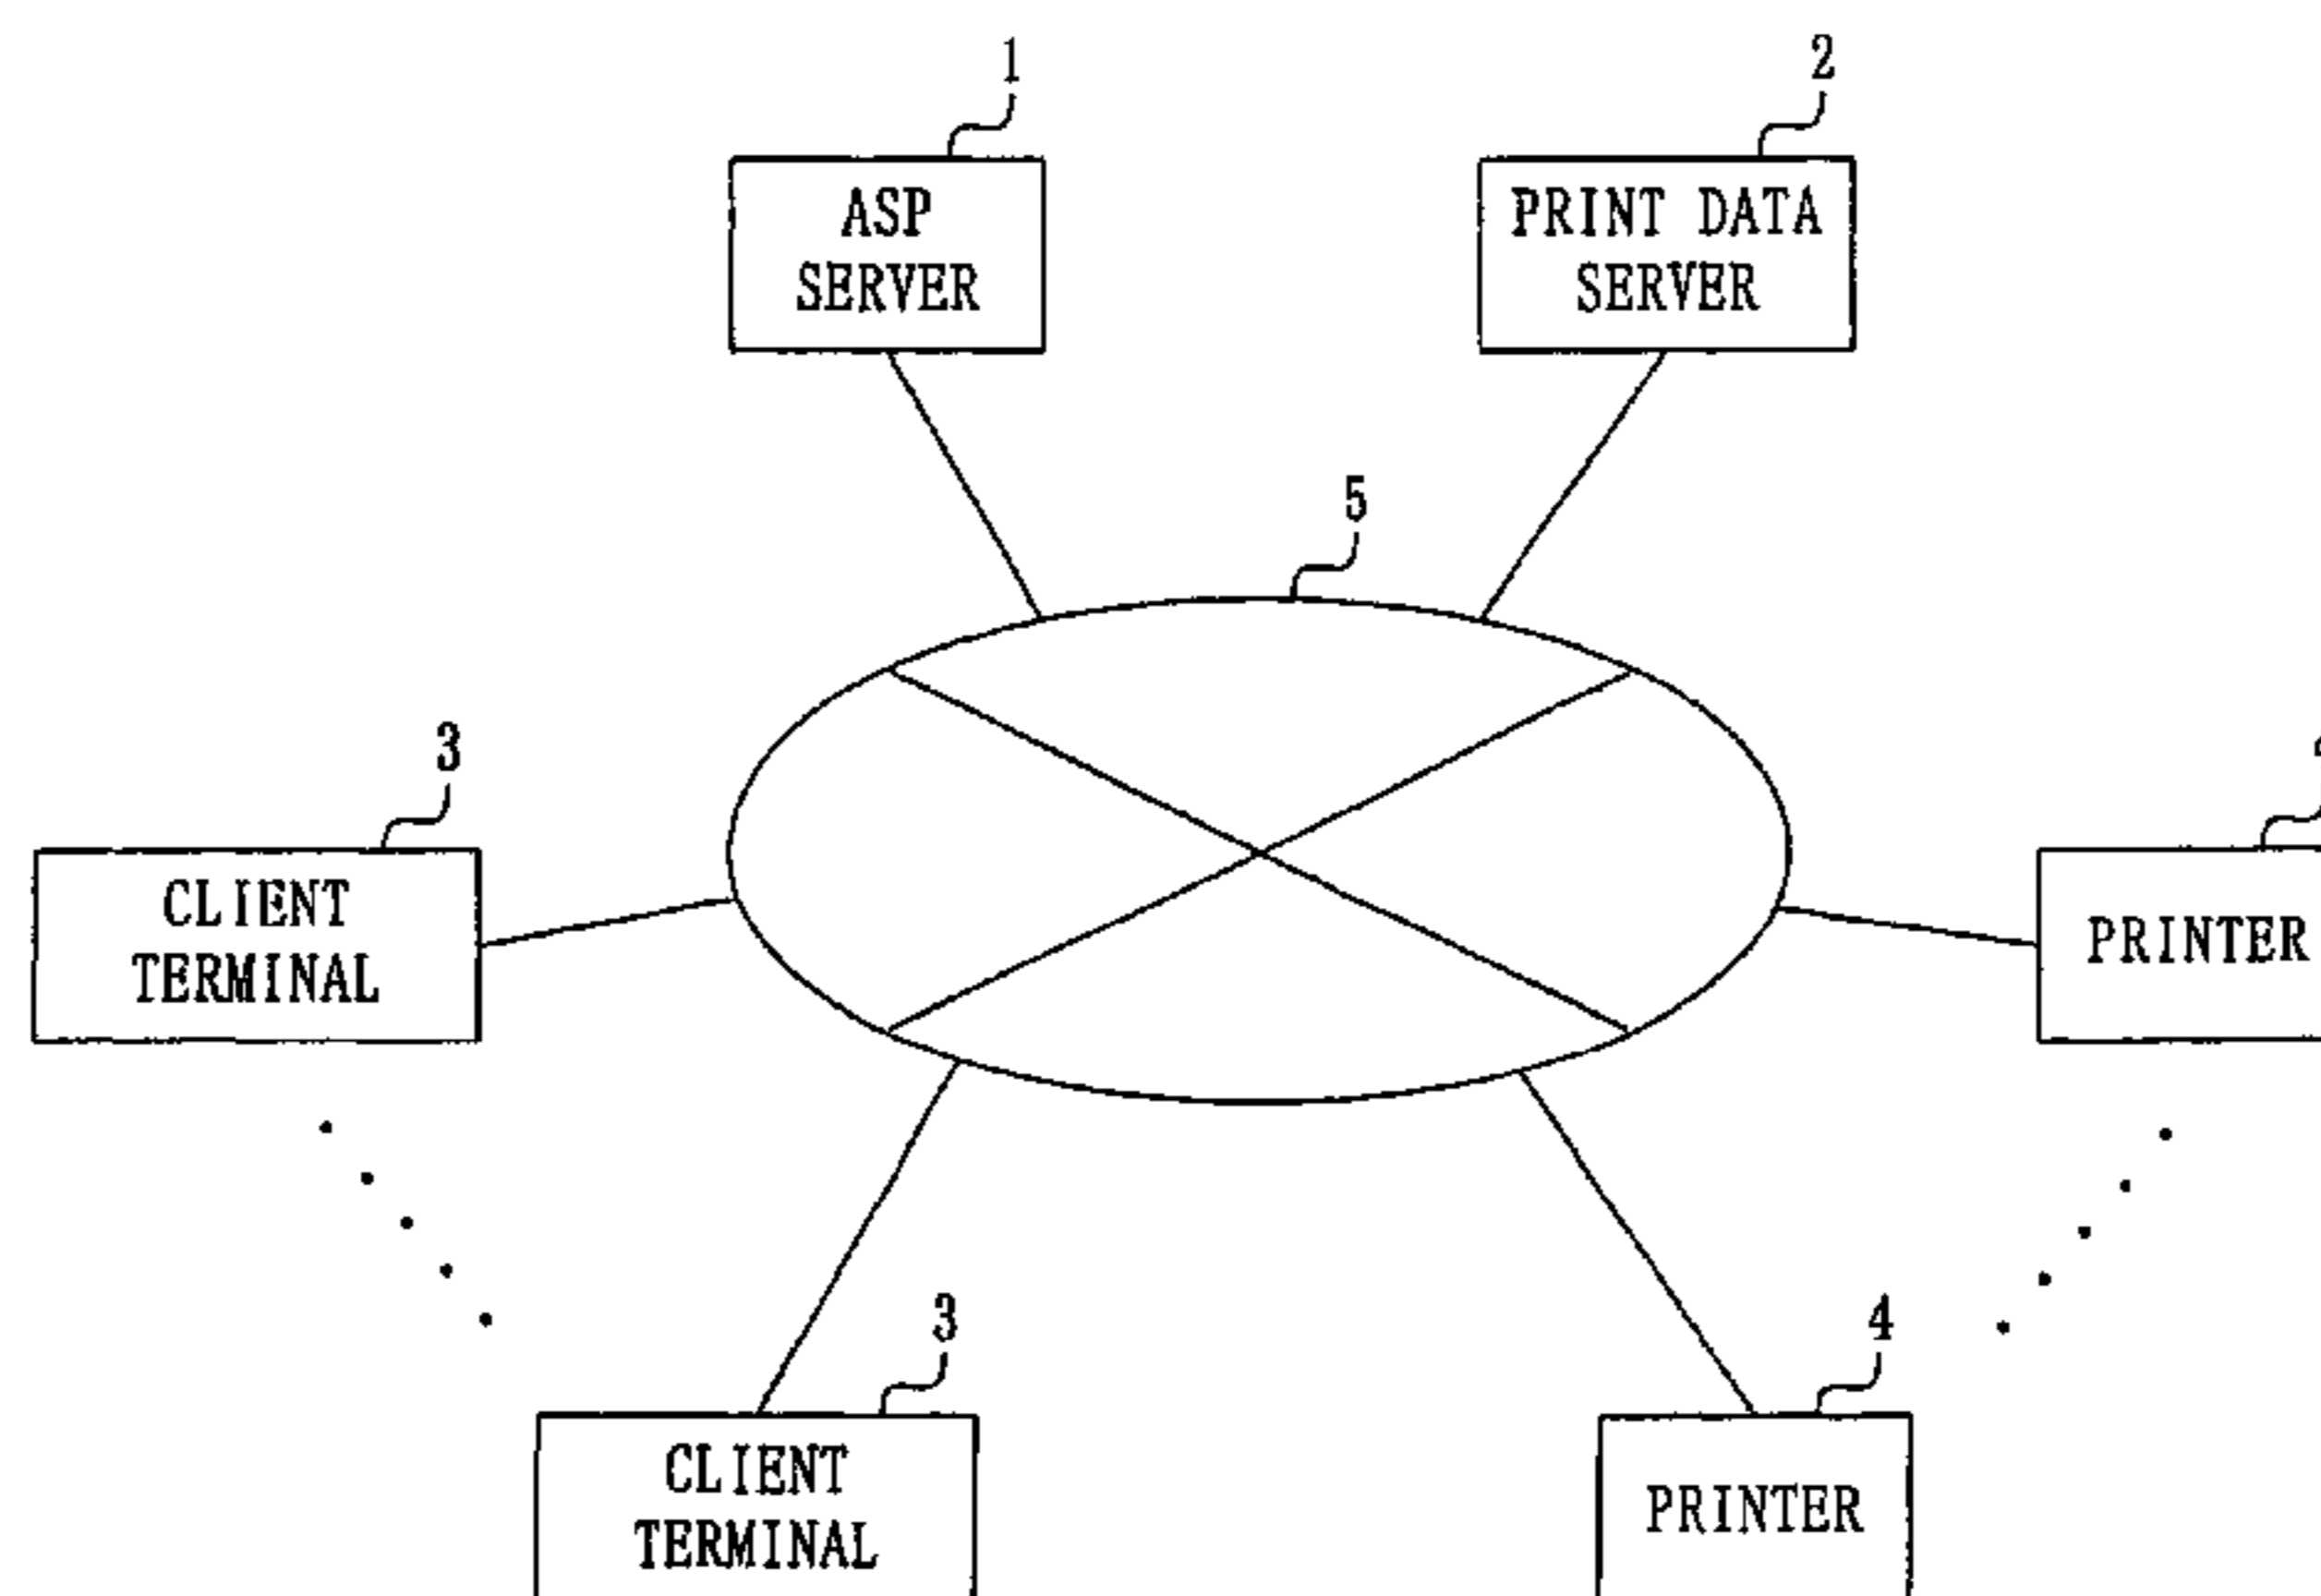 1
2
ASP
SERVER
PRINT DATA
SERVER
5
3
CLIENT
TERMINAL
PRINTER
3
4
CLIENT
TERMINAL
PRINTER